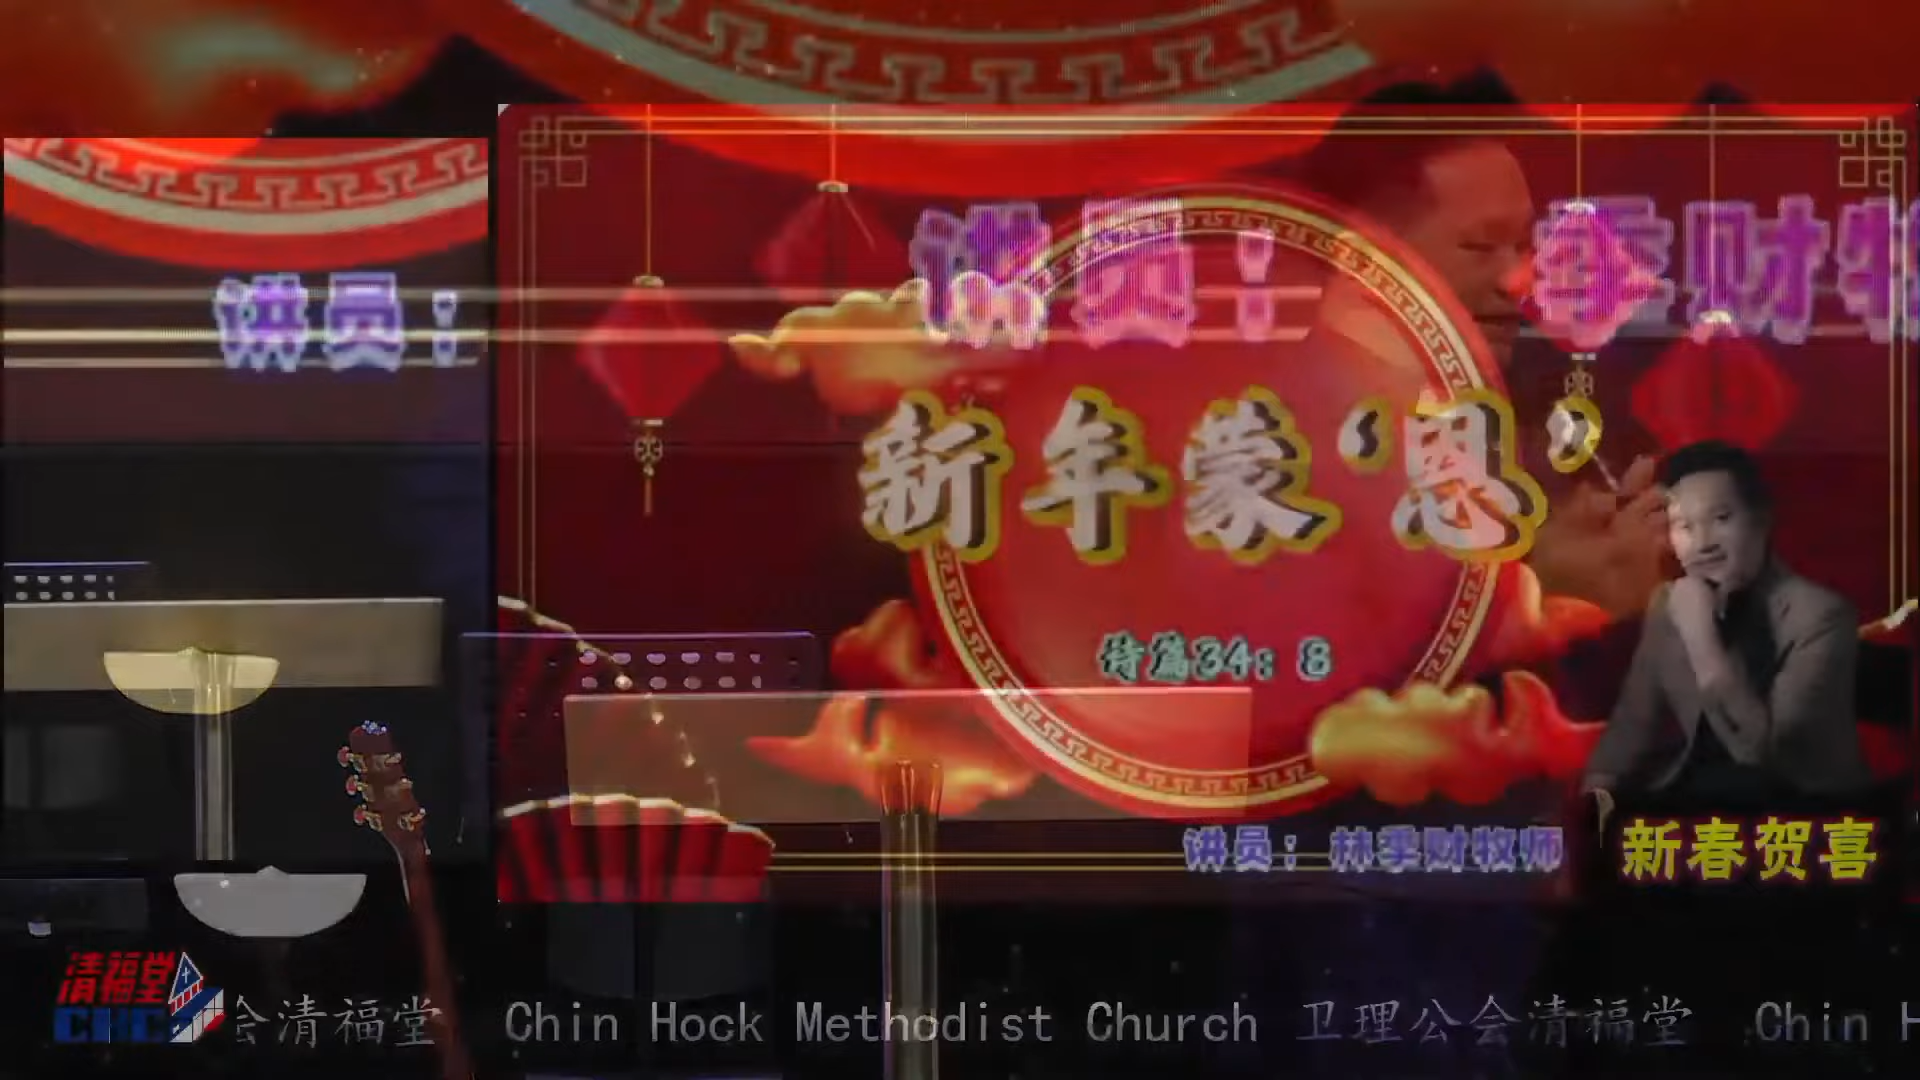 讲员：
讲员： 季财牧
新年蒙‘恩’
诗篇34：8
讲员：林季财牧师
新春贺喜
清福堂
CHC
会清福堂 Chin Hock Methodist Church 卫理公会清福堂 Chin H